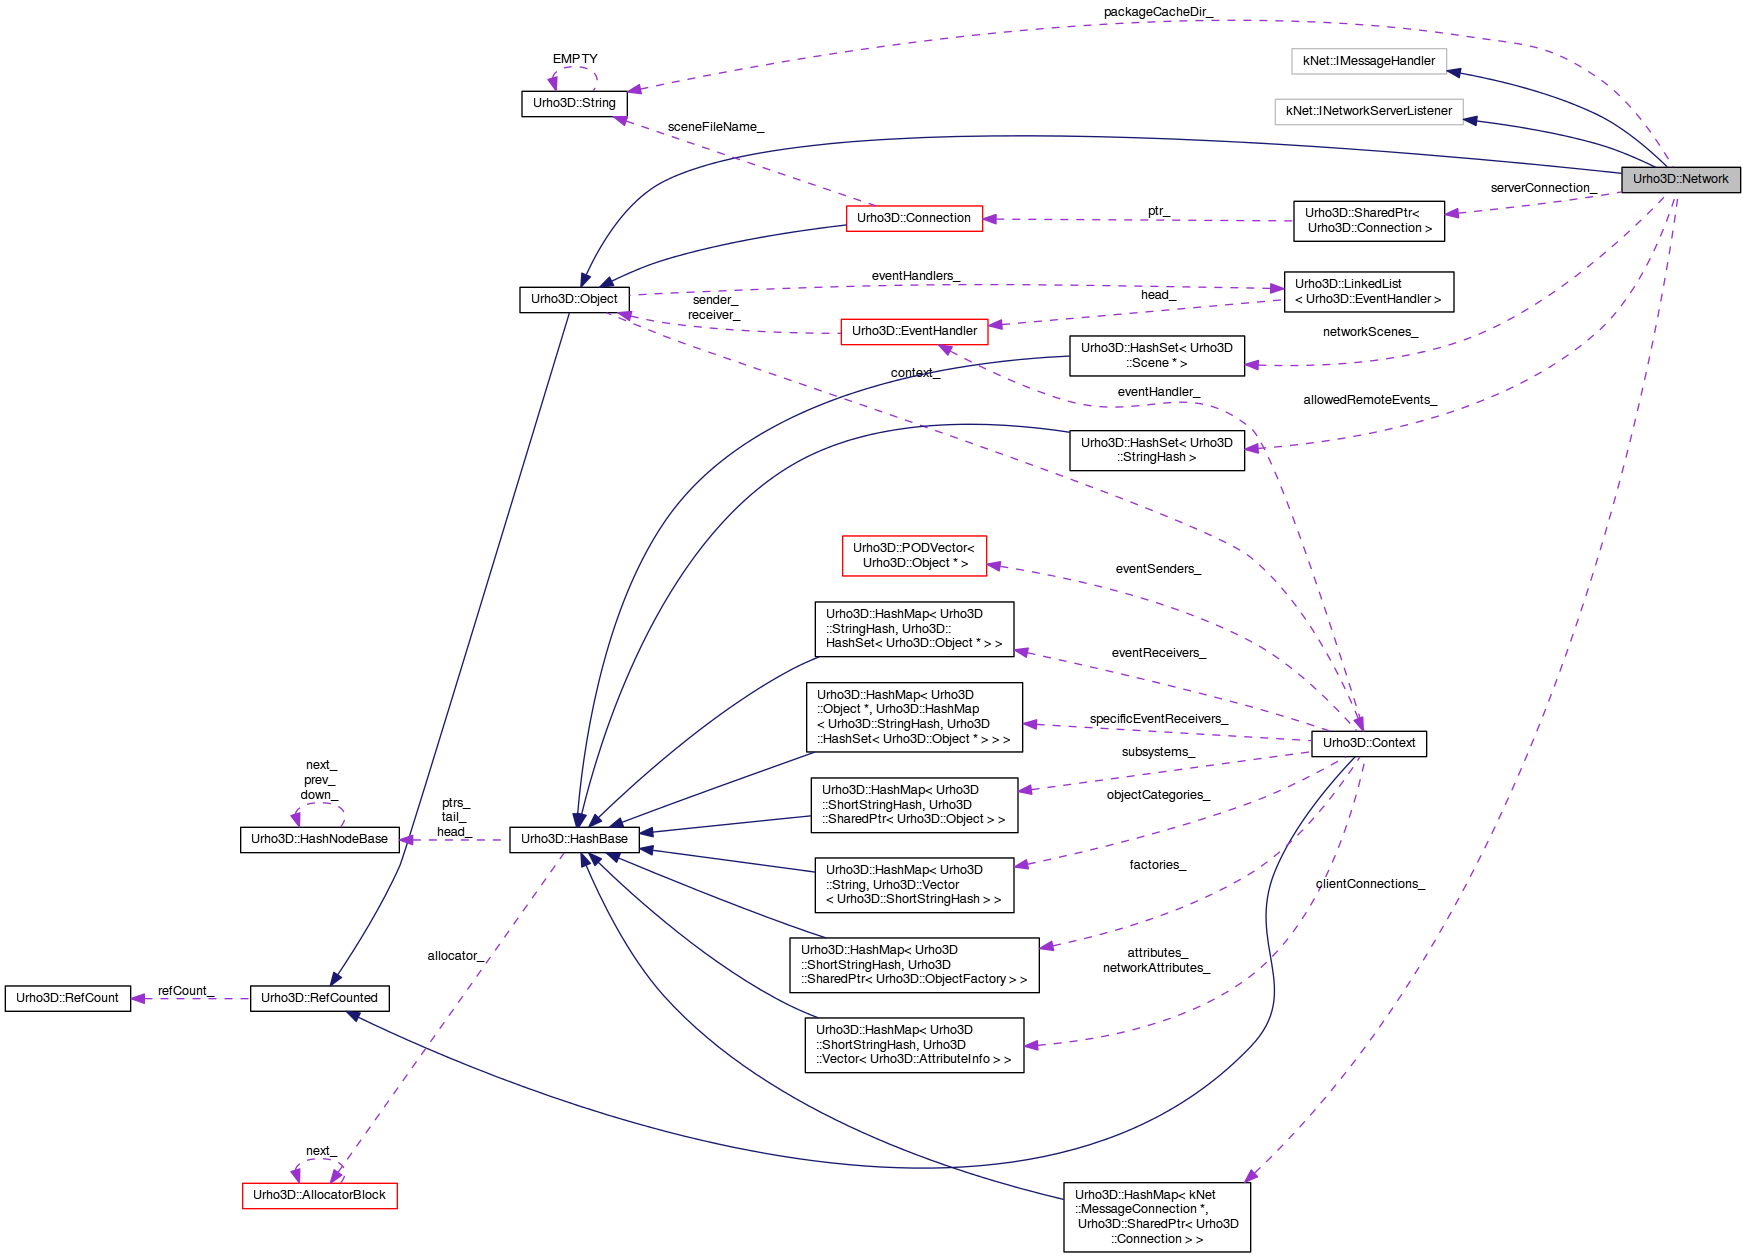 packageCacheDir_
EMPTY
kNet::IMessageHandler
Urho3D::String
kNet::INetworkServerListener
sceneFileName_
Urho3D::Network
serverConnection_
Urho3D::Connection
ptr_
Urho3D::SharedPtr<
Urho3D::Connection >
eventHandlers_
Urho3D::LinkedList
< Urho3D::EventHandler >
Urho3D::Object
sender_
receiver_
head_
Urho3D::EventHandler
networkScenes_
Urho3D::HashSet< Urho3D
::Scene * >
context_
eventHandler_
allowedRemoteEvents_
Urho3D::HashSet< Urho3D
::StringHash >
Urho3D::PODVector<
Urho3D::Object * >
eventSenders_
Urho3D::HashMap< Urho3D
::StringHash, Urho3D::
HashSet< Urho3D::Object * > >
eventReceivers_
Urho3D::HashMap< Urho3D
::Object *, Urho3D::HashMap
< Urho3D::StringHash, Urho3D
::HashSet< Urho3D::Object * > > >
specificEventReceivers_
Urho3D::Context
subsystems_
next_
prev_
down_
Urho3D::HashNodeBase
ptrs_
tail_
head_
Urho3D::HashBase
Urho3D::HashMap< Urho3D
::ShortStringHash, Urho3D
::SharedPtr< Urho3D::Object > >
objectCategories_
Urho3D::HashMap< Urho3D
::String, Urho3D::Vector
< Urho3D::ShortStringHash > >
factories_
clientConnections_
Urho3D::HashMap< Urho3D
::ShortStringHash, Urho3D
::SharedPtr< Urho3D::ObjectFactory > >
attributes_
networkAttributes_
allocator_
Urho3D::RefCount
refCount_
Urho3D::RefCounted
Urho3D::HashMap< Urho3D
::ShortStringHash, Urho3D
::Vector< Urho3D::AttributeInfo > >
next_
Urho3D::AllocatorBlock
Urho3D::HashMap< kNet
::MessageConnection *,
Urho3D::SharedPtr< Urho3D
::Connection > >